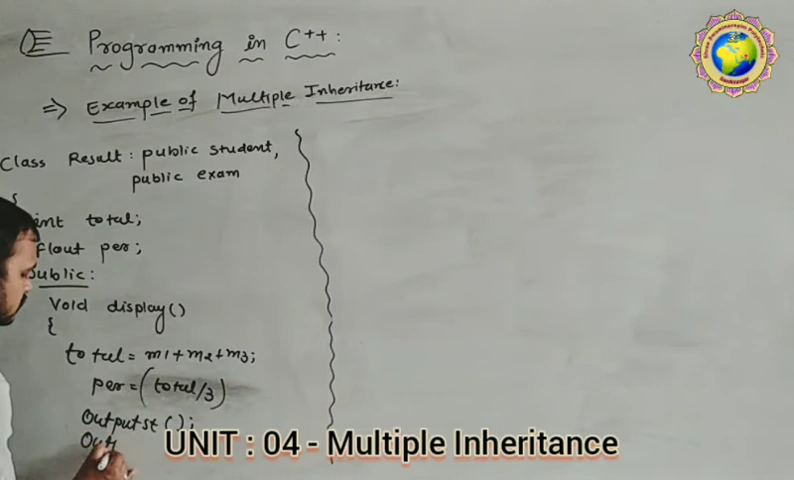 Programming in C++:
⇒ Example of Multiple Inheritance:
Class Result : public student,
public exam
{
int total;
float per;
public:
Void display()
{
total = m1+m2+m3;
per = (total/3)
Outputst();
Out
UNIT : 04 - Multiple Inheritance